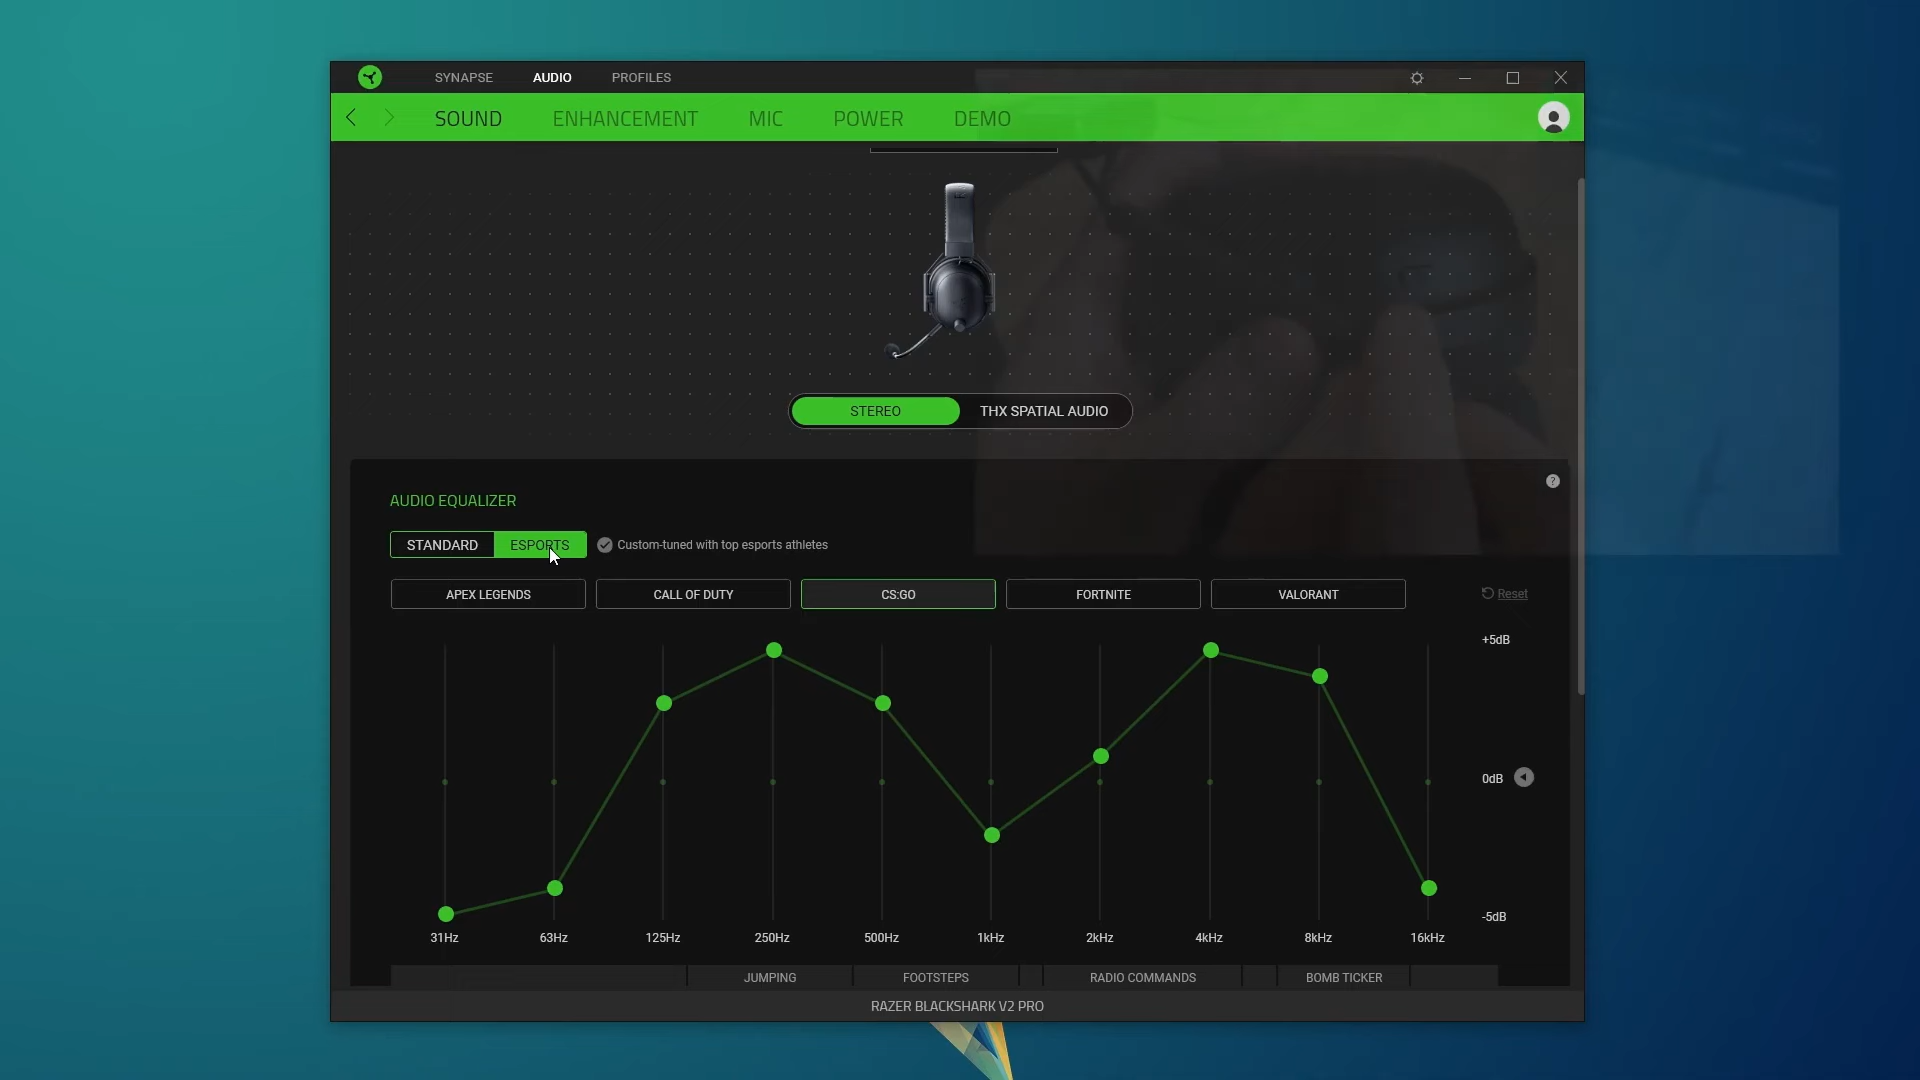 SYNAPSE AUDIO PROFILES
SOUND ENHANCEMENT MIC POWER DEMO
STEREO THX SPATIAL AUDIO
AUDIO EQUALIZER
?
STANDARD ESPORTS Custom-tuned with top esports athletes
APEX LEGENDS CALL OF DUTY CS:GO FORTNITE VALORANT Reset
+5dB
0dB
-5dB
31Hz 63Hz 125Hz 250Hz 500Hz 1kHz 2kHz 4kHz 8kHz 16kHz
JUMPING FOOTSTEPS RADIO COMMANDS BOMB TICKER
RAZER BLACKSHARK V2 PRO